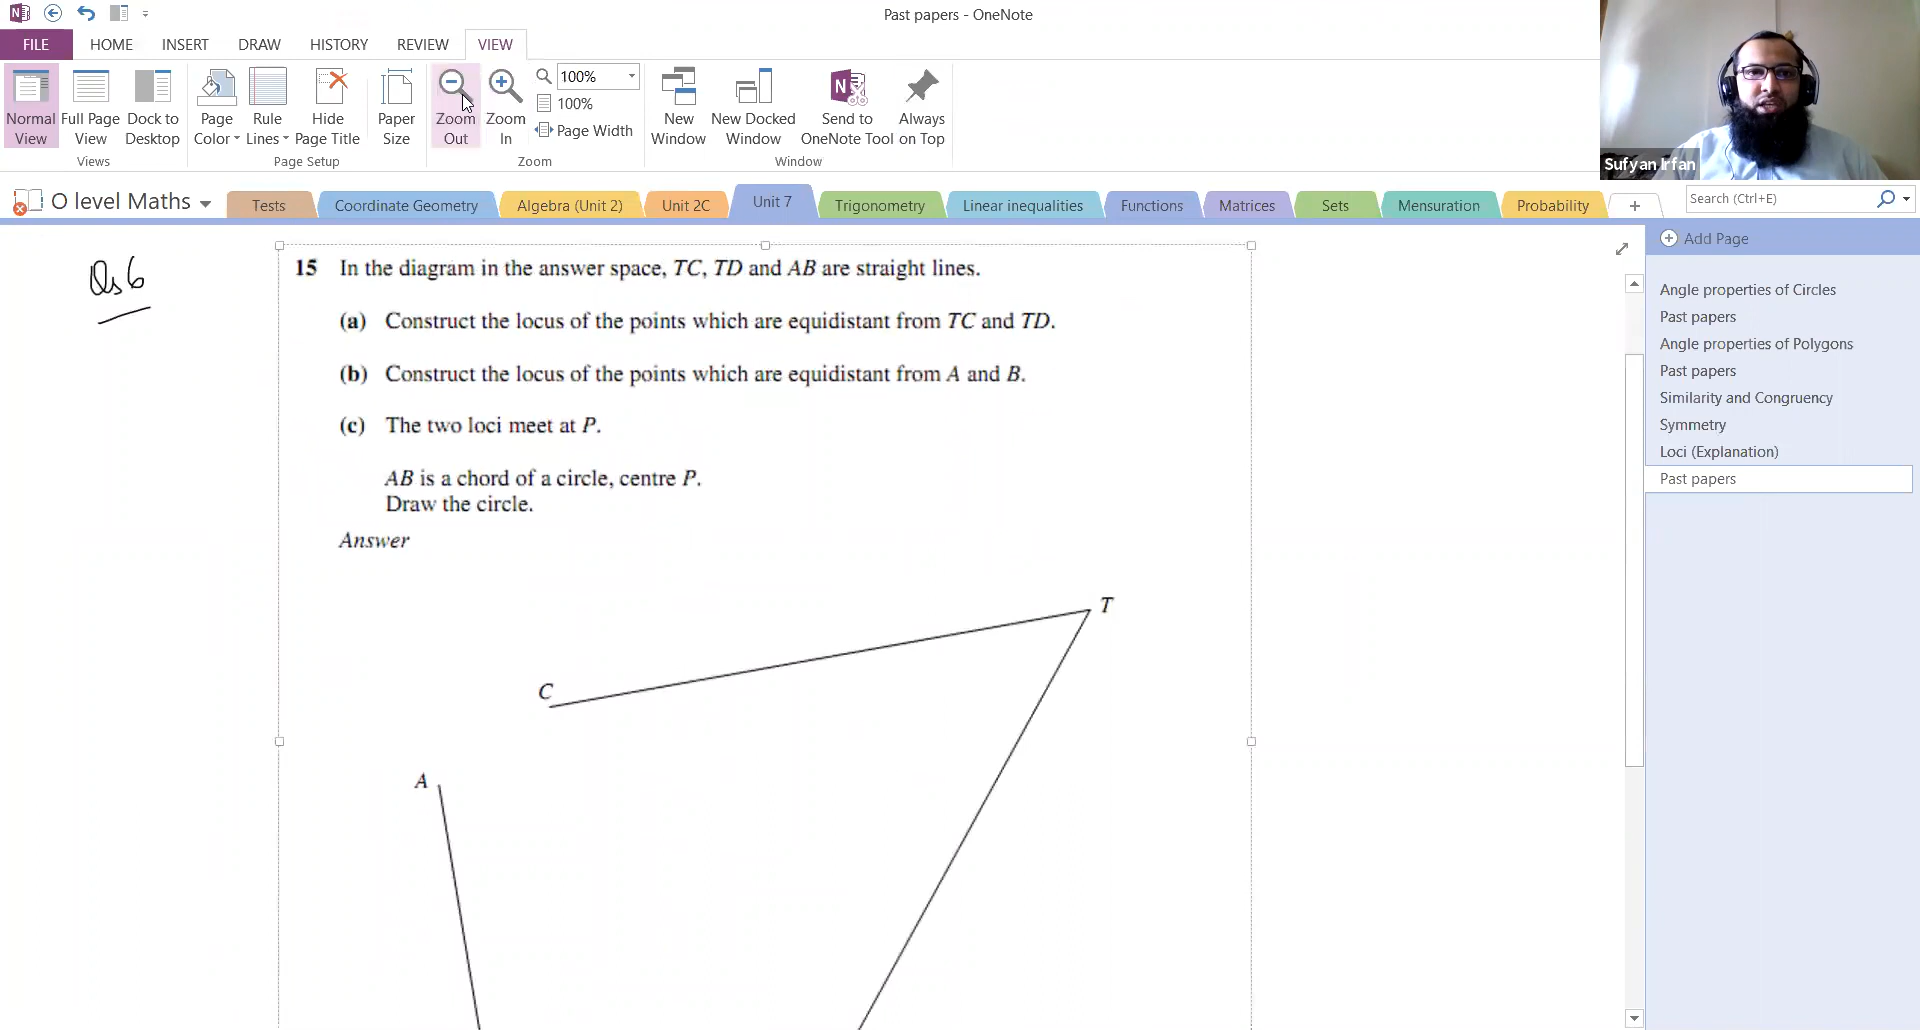 Past papers - OneNote
FILE HOME INSERT DRAW HISTORY REVIEW VIEW
Normal View
Full Page View
Dock to Desktop
Page Color
Rule Lines
Hide Page Title
Paper Size
Zoom Out
Zoom In
100%
100%
Page Width
New Window
New Docked Window
Send to OneNote Tool
Always on Top
Views
Page Setup
Zoom
Window
Sufyan Irfan
O level Maths
Tests
Coordinate Geometry
Algebra (Unit 2)
Unit 2C
Unit 7
Trigonometry
Linear inequalities
Functions
Matrices
Sets
Mensuration
Probability
Search (Ctrl+E)
Add Page
Angle properties of Circles
Past papers
Angle properties of Polygons
Past papers
Similarity and Congruency
Symmetry
Loci (Explanation)
Past papers
Qs 6
15 In the diagram in the answer space, TC, TD and AB are straight lines.
(a) Construct the locus of the points which are equidistant from TC and TD.
(b) Construct the locus of the points which are equidistant from A and B.
(c) The two loci meet at P.
AB is a chord of a circle, centre P.
Draw the circle.
Answer
T
C
A